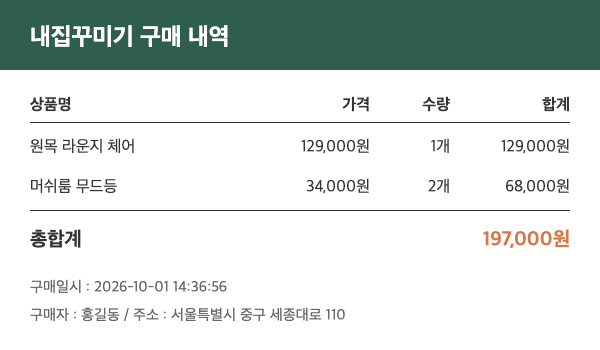 내집꾸미기 구매 내역
상품명 가격 수량 합계
원목 라운지 체어 129,000원 1개 129,000원
머쉬룸 무드등 34,000원 2개 68,000원
총합계 197,000원
구매일시 : 2026-10-01 14:36:56
구매자 : 홍길동 / 주소 : 서울특별시 중구 세종대로 110